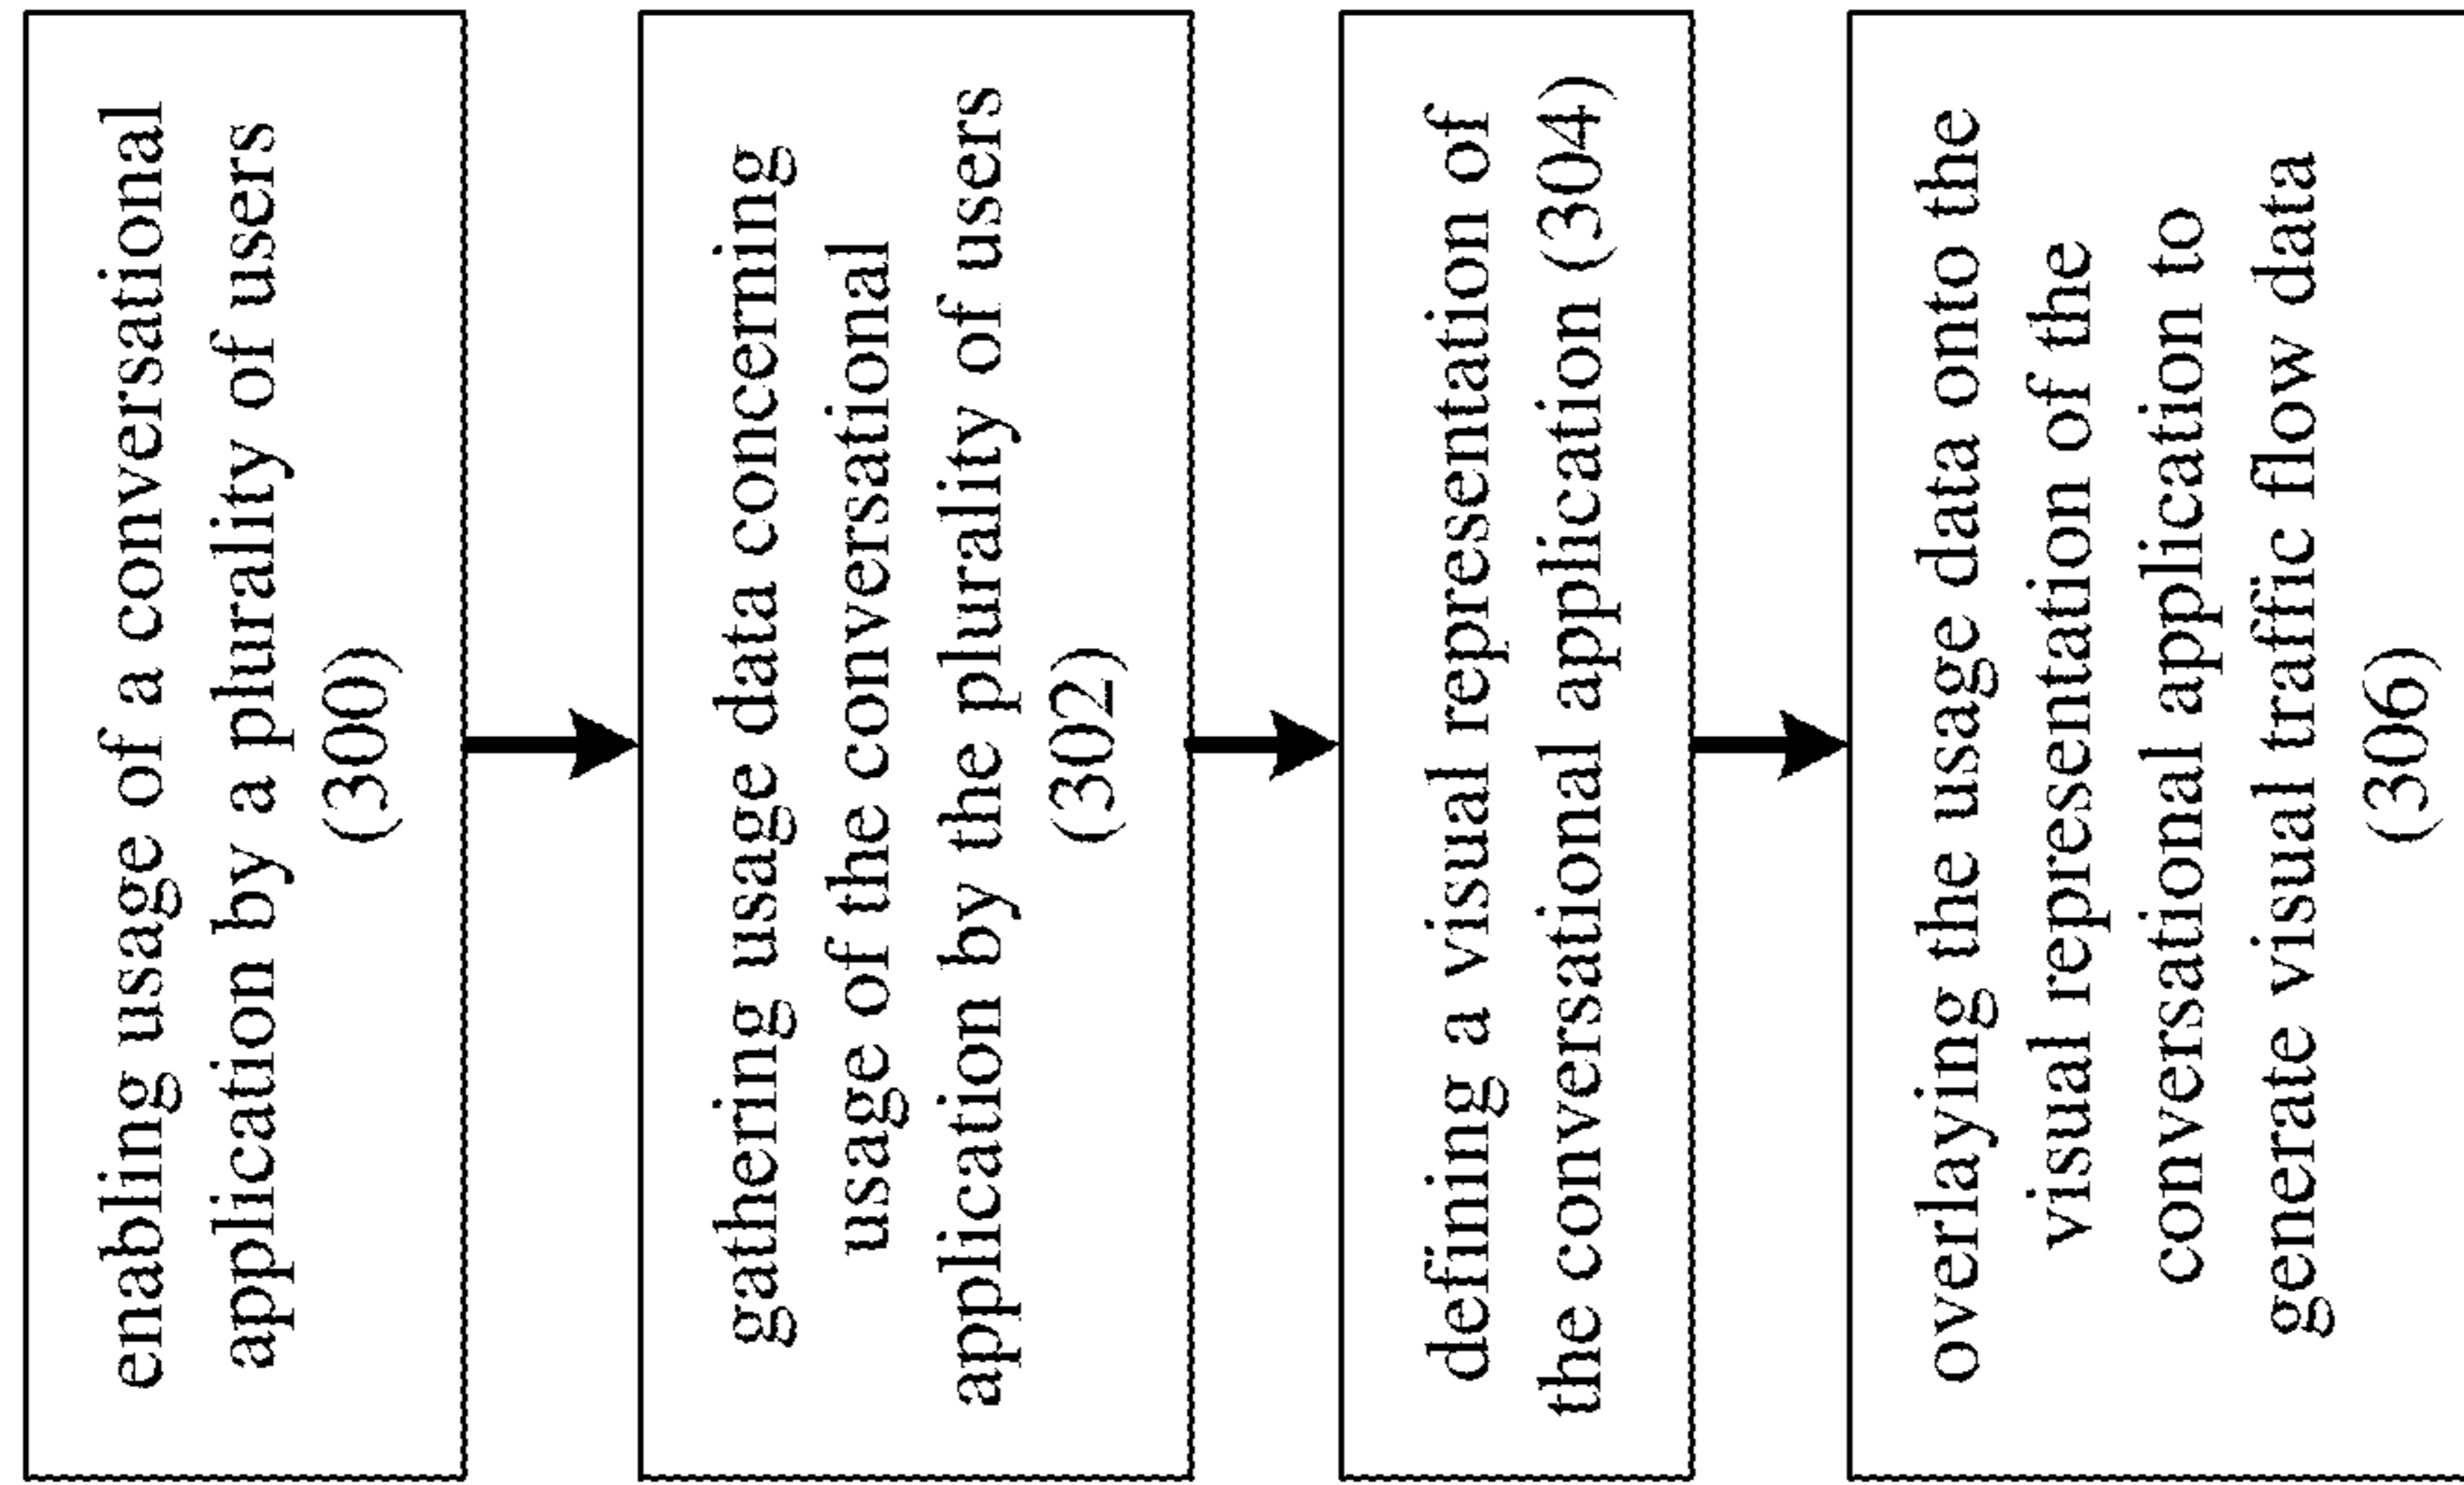 enabling usage of a conversational
application by a plurality of users
(300)
gathering usage data concerning
usage of the conversational
application by the plurality of users
(302)
defining a visual representation of
the conversational application (304)
overlaying the usage data onto the
visual representation of the
conversational application to
generate visual traffic flow data
(306)